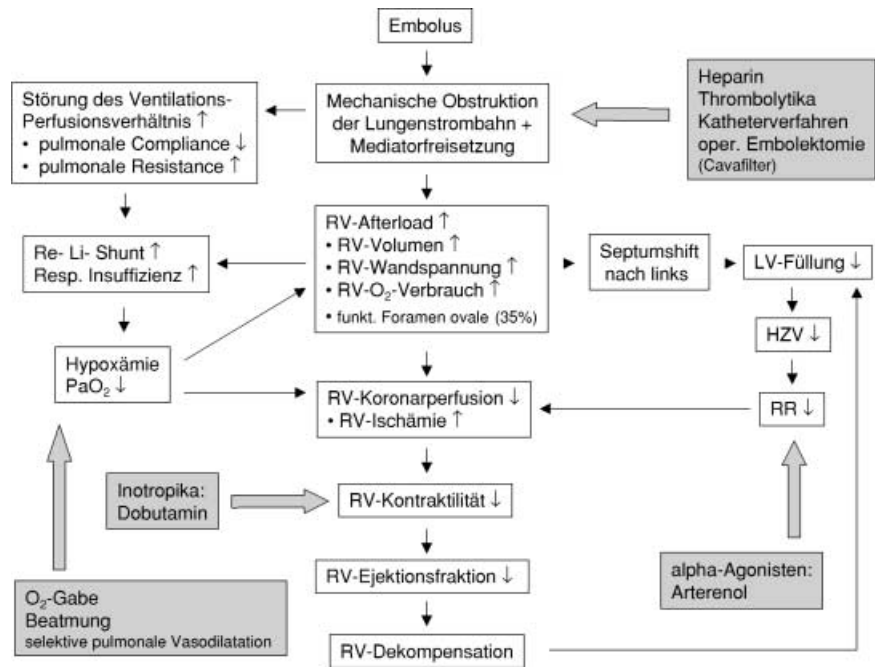 Embolus
Störung des Ventilations-
Perfusionsverhältnis ↑
• pulmonale Compliance ↓
• pulmonale Resistance ↑
Mechanische Obstruktion
der Lungenstrombahn +
Mediatorfreisetzung
Heparin
Thrombolytika
Katheterverfahren
oper. Embolektomie
(Cavafilter)
Re- Li- Shunt ↑
Resp. Insuffizienz ↑
RV-Afterload ↑
• RV-Volumen ↑
• RV-Wandspannung ↑
• RV-O₂-Verbrauch ↑
• funkt. Foramen ovale (35%)
Septumshift
nach links
LV-Füllung ↓
HZV ↓
Hypoxämie
PaO₂ ↓
RV-Koronarperfusion ↓
• RV-Ischämie ↑
RR ↓
Inotropika:
Dobutamin
RV-Kontraktilität ↓
RV-Ejektionsfraktion ↓
alpha-Agonisten:
Arterenol
O₂-Gabe
Beatmung
selektive pulmonale Vasodilatation
RV-Dekompensation